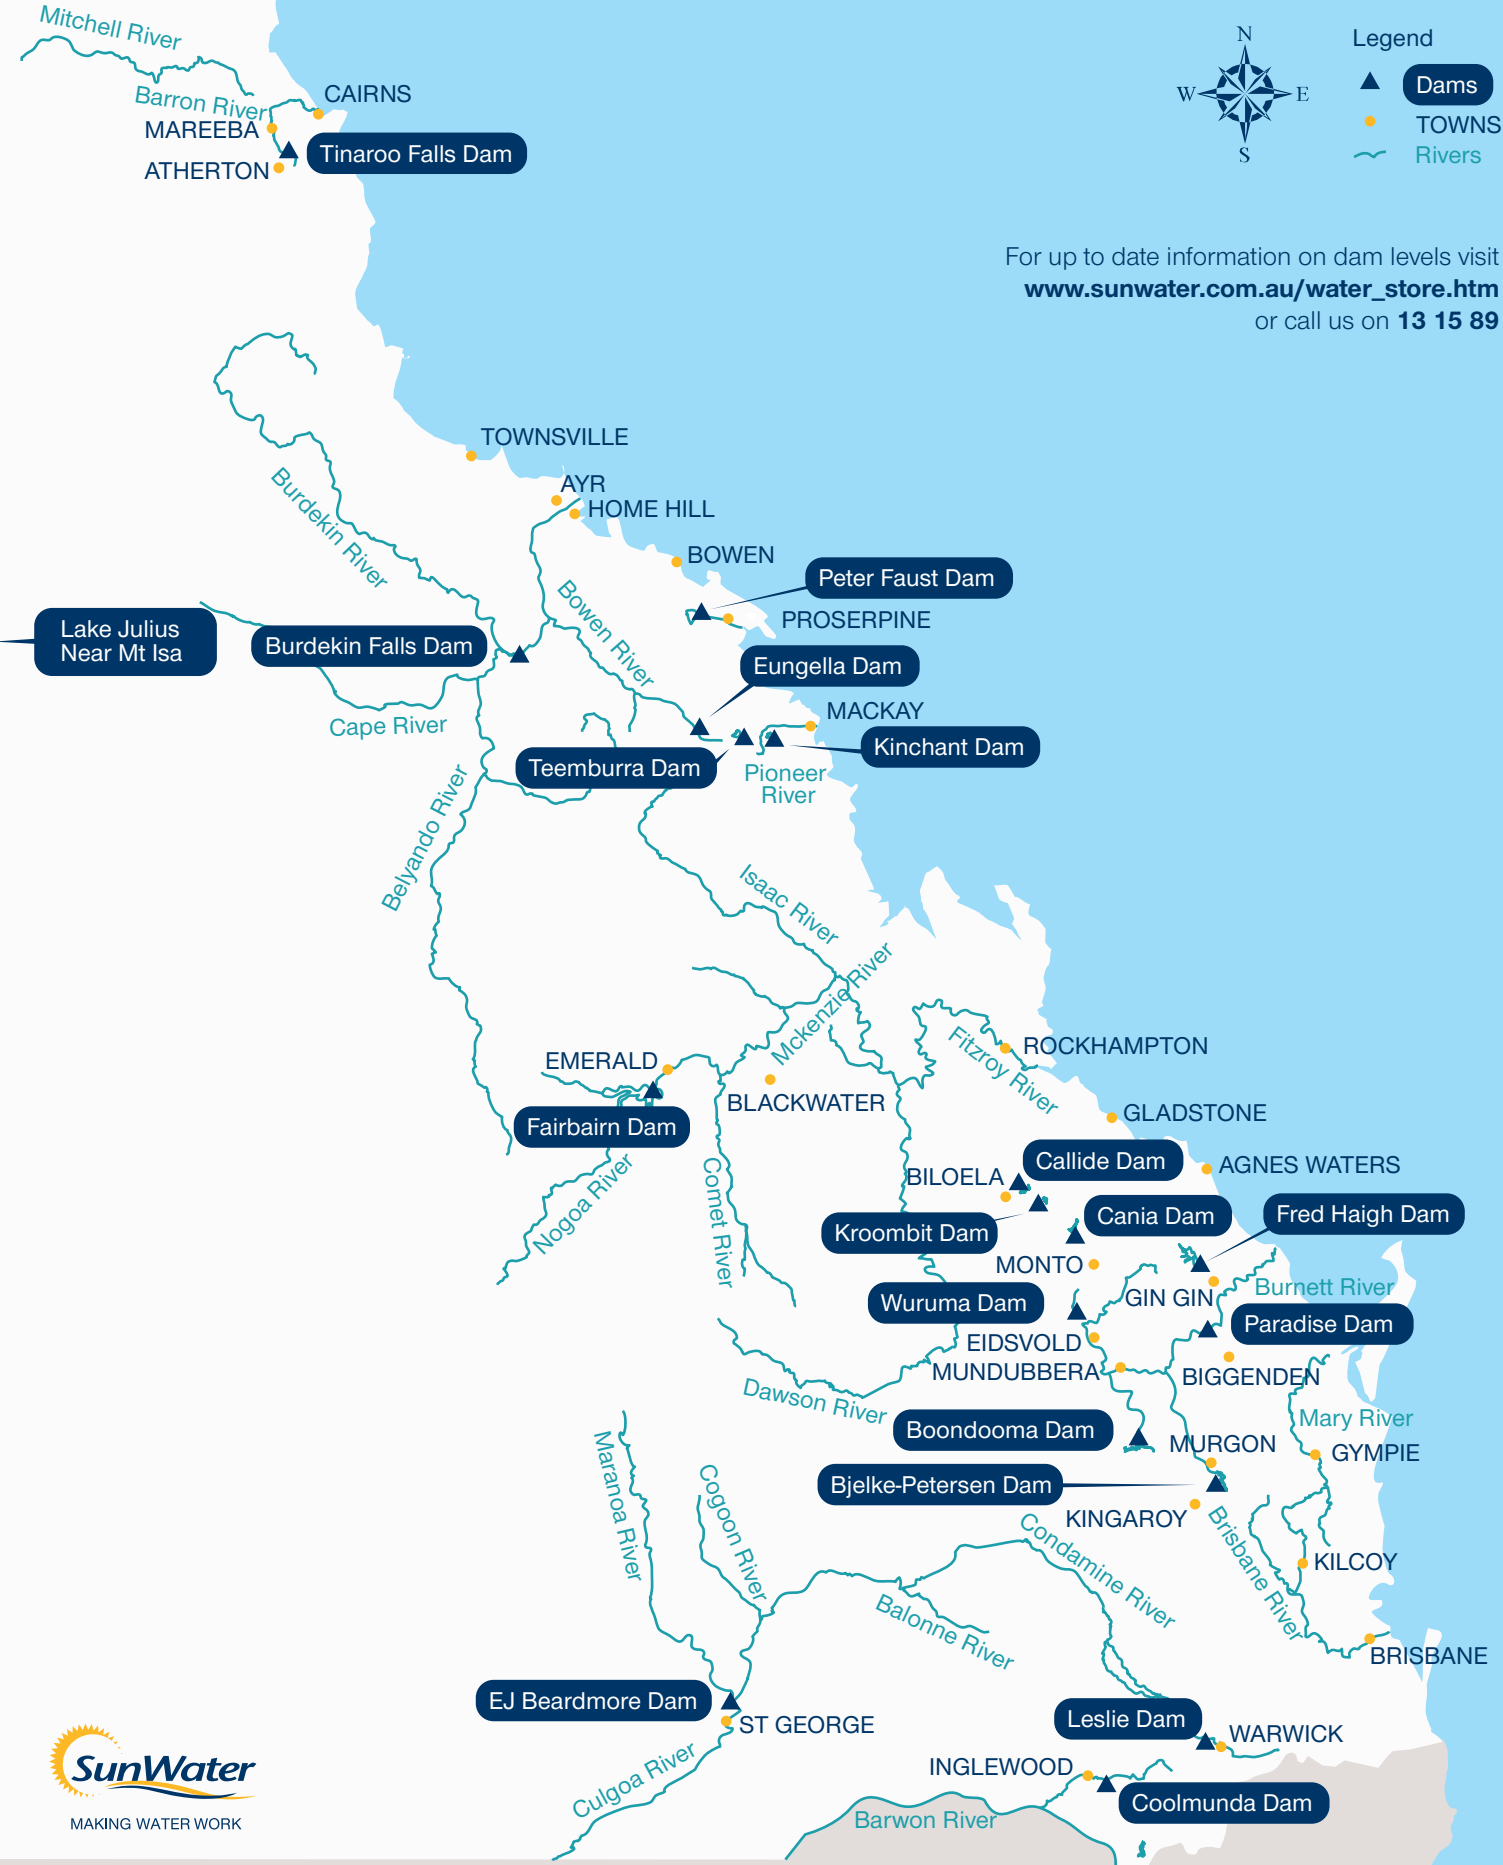 Mitchell River
Barron River
CAIRNS
MAREEBA
ATHERTON
Tinaroo Falls Dam
N
W
E
S
Legend
Dams
TOWNS
Rivers
For up to date information on dam levels visit
www.sunwater.com.au/water_store.htm
or call us on 13 15 89
TOWNSVILLE
AYR
HOME HILL
Burdekin River
BOWEN
Peter Faust Dam
PROSERPINE
Bowen River
Lake Julius
Near Mt Isa
Burdekin Falls Dam
Eungella Dam
Cape River
MACKAY
Kinchant Dam
Teemburra Dam
Pioneer
River
Belyando River
Isaac River
Mckenzie River
Fitzroy River
ROCKHAMPTON
EMERALD
BLACKWATER
Fairbairn Dam
GLADSTONE
Nogoa River
Comet River
Callide Dam
BILOELA
AGNES WATERS
Kroombit Dam
Cania Dam
Fred Haigh Dam
MONTO
Burnett River
GIN GIN
Wuruma Dam
Paradise Dam
EIDSVOLD
MUNDUBBERA
BIGGENDEN
Dawson River
Mary River
Boondooma Dam
MURGON
GYMPIE
Bjelke-Petersen Dam
KINGAROY
Maranoa River
Cogoon River
Condamine River
Brisbane River
KILCOY
Balonne River
BRISBANE
EJ Beardmore Dam
ST GEORGE
Leslie Dam
WARWICK
Culgoa River
INGLEWOOD
Coolmunda Dam
Barwon River
SunWater
MAKING WATER WORK